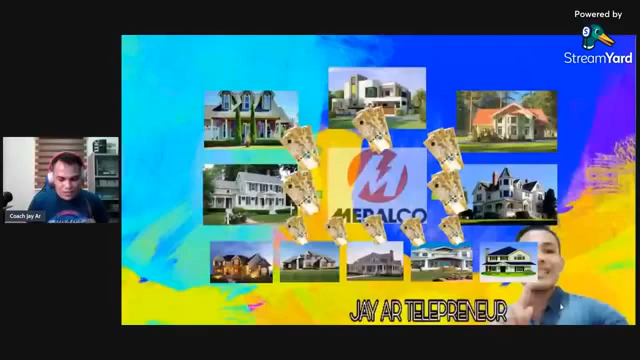 Powered by
StreamYard
MERALCO
Coach Jay Ar
JAY AR TELEPRENEUR